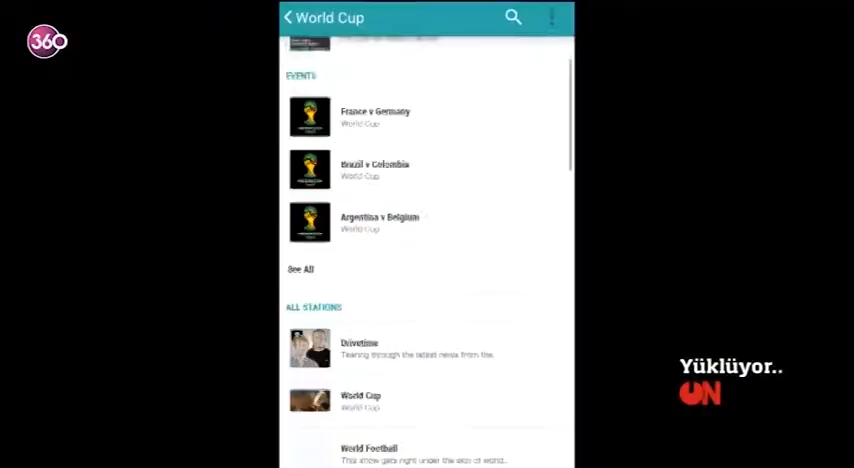 360
World Cup
EVENTS
France v Germany
World Cup
Brazil v Colombia
World Cup
Argentina v Belgium
World Cup
See All
ALL STATIONS
Drivetime
Tearing through the latest news from the
World Cup
World Cup
World Football
This show gets right under the skin of world..
Yüklüyor..
ON